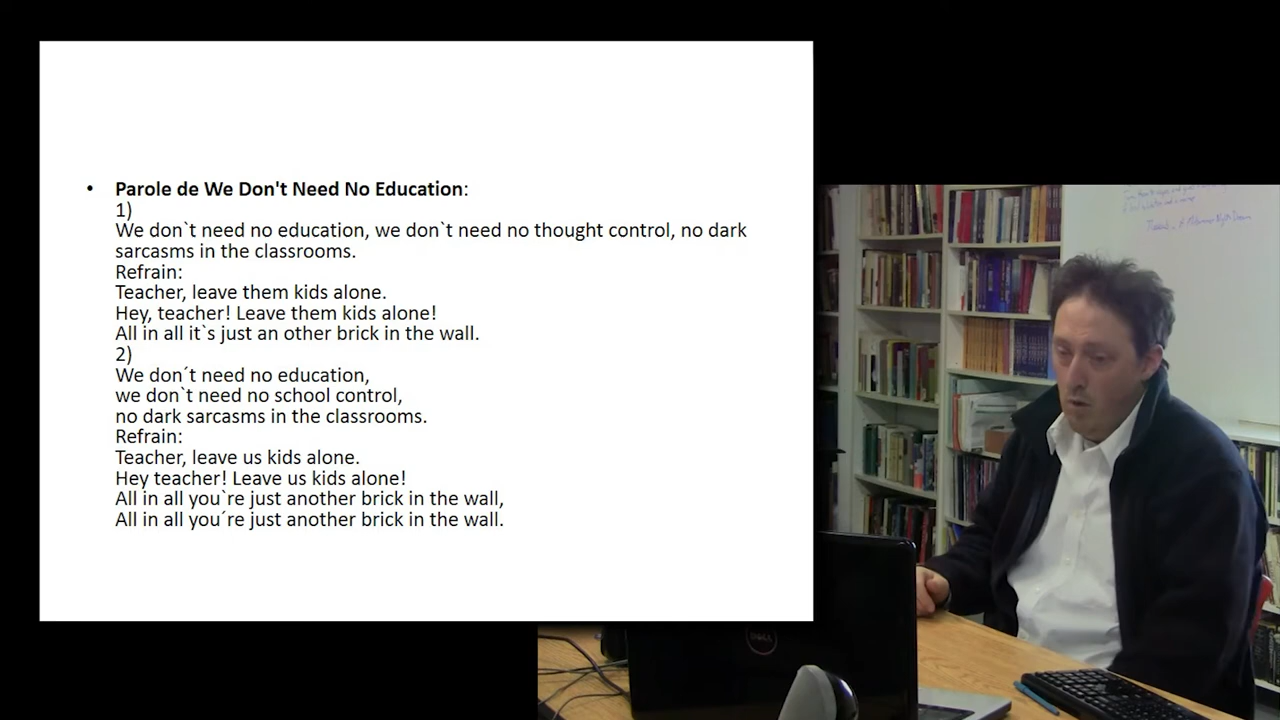 • Parole de We Don't Need No Education:
1)
We don`t need no education, we don`t need no thought control, no dark
sarcasms in the classrooms.
Refrain:
Teacher, leave them kids alone.
Hey, teacher! Leave them kids alone!
All in all it`s just an other brick in the wall.
2)
We don´t need no education,
we don`t need no school control,
no dark sarcasms in the classrooms.
Refrain:
Teacher, leave us kids alone.
Hey teacher! Leave us kids alone!
All in all you`re just another brick in the wall,
All in all you´re just another brick in the wall.
DELL